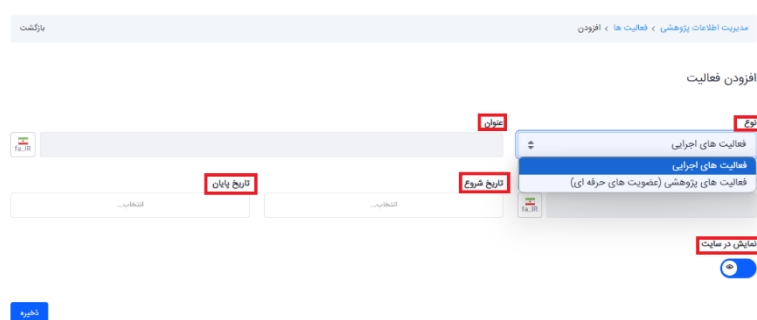 مدیریت اطلاعات پژوهشی > فعالیت ها > افزودن
بازگشت
افزودن فعالیت
نوع
عنوان
فعالیت های اجرایی
fa_IR
فعالیت های اجرایی
فعالیت های پژوهشی (عضویت های حرفه ای)
تاریخ شروع
تاریخ پایان
fa_IR
انتخاب...
انتخاب...
نمایش در سایت
ذخیره